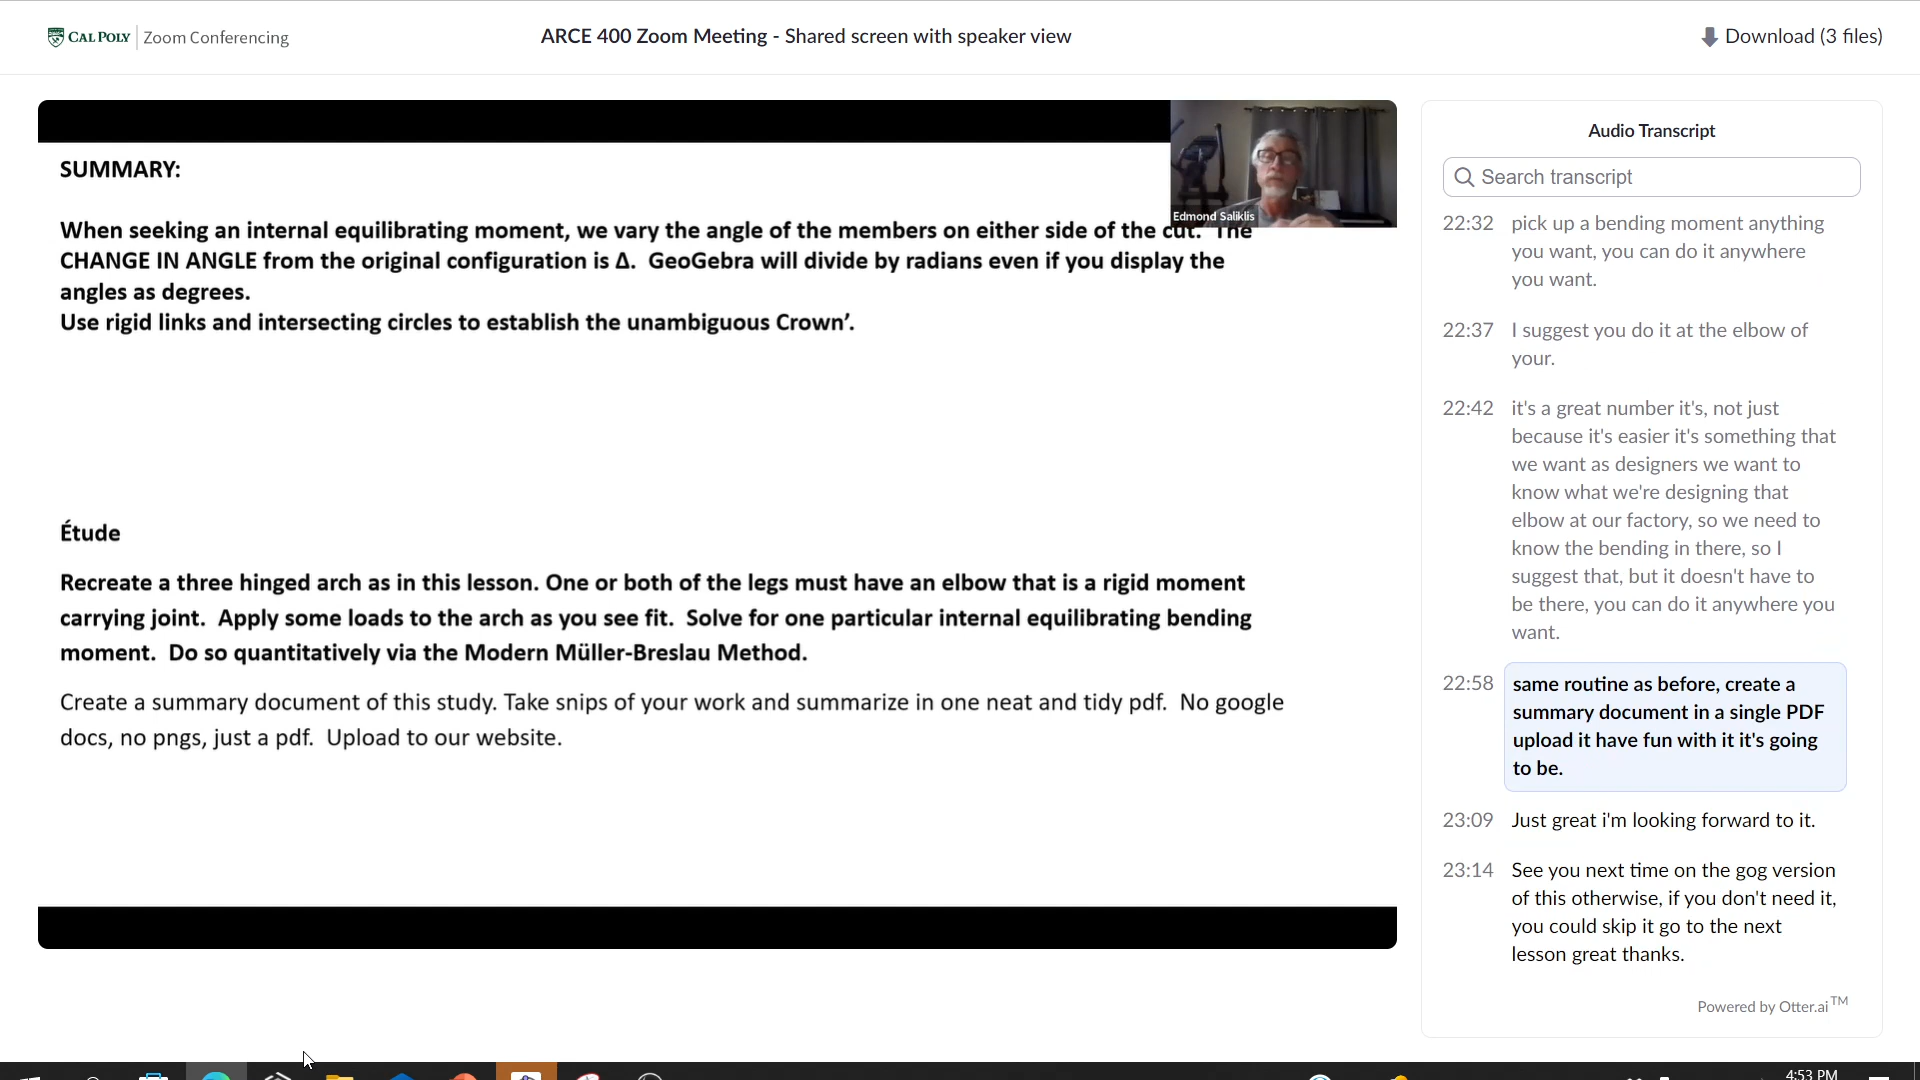 CAL POLY Zoom Conferencing
ARCE 400 Zoom Meeting - Shared screen with speaker view
Download (3 files)
SUMMARY:
When seeking an internal equilibrating moment, we vary the angle of the members on either side of the cut. The
CHANGE IN ANGLE from the original configuration is Δ. GeoGebra will divide by radians even if you display the
angles as degrees.
Use rigid links and intersecting circles to establish the unambiguous Crown’.
Étude
Recreate a three hinged arch as in this lesson. One or both of the legs must have an elbow that is a rigid moment
carrying joint. Apply some loads to the arch as you see fit. Solve for one particular internal equilibrating bending
moment. Do so quantitatively via the Modern Müller-Breslau Method.
Create a summary document of this study. Take snips of your work and summarize in one neat and tidy pdf. No google
docs, no pngs, just a pdf. Upload to our website.
Edmond Saliklis
Audio Transcript
Search transcript
22:32 pick up a bending moment anything
you want, you can do it anywhere
you want.
22:37 I suggest you do it at the elbow of
your.
22:42 it's a great number it's, not just
because it's easier it's something that
we want as designers we want to
know what we're designing that
elbow at our factory, so we need to
know the bending in there, so I
suggest that, but it doesn't have to
be there, you can do it anywhere you
want.
22:58 same routine as before, create a
summary document in a single PDF
upload it have fun with it it's going
to be.
23:09 Just great i'm looking forward to it.
23:14 See you next time on the gog version
of this otherwise, if you don't need it,
you could skip it go to the next
lesson great thanks.
Powered by Otter.ai TM
4:53 PM